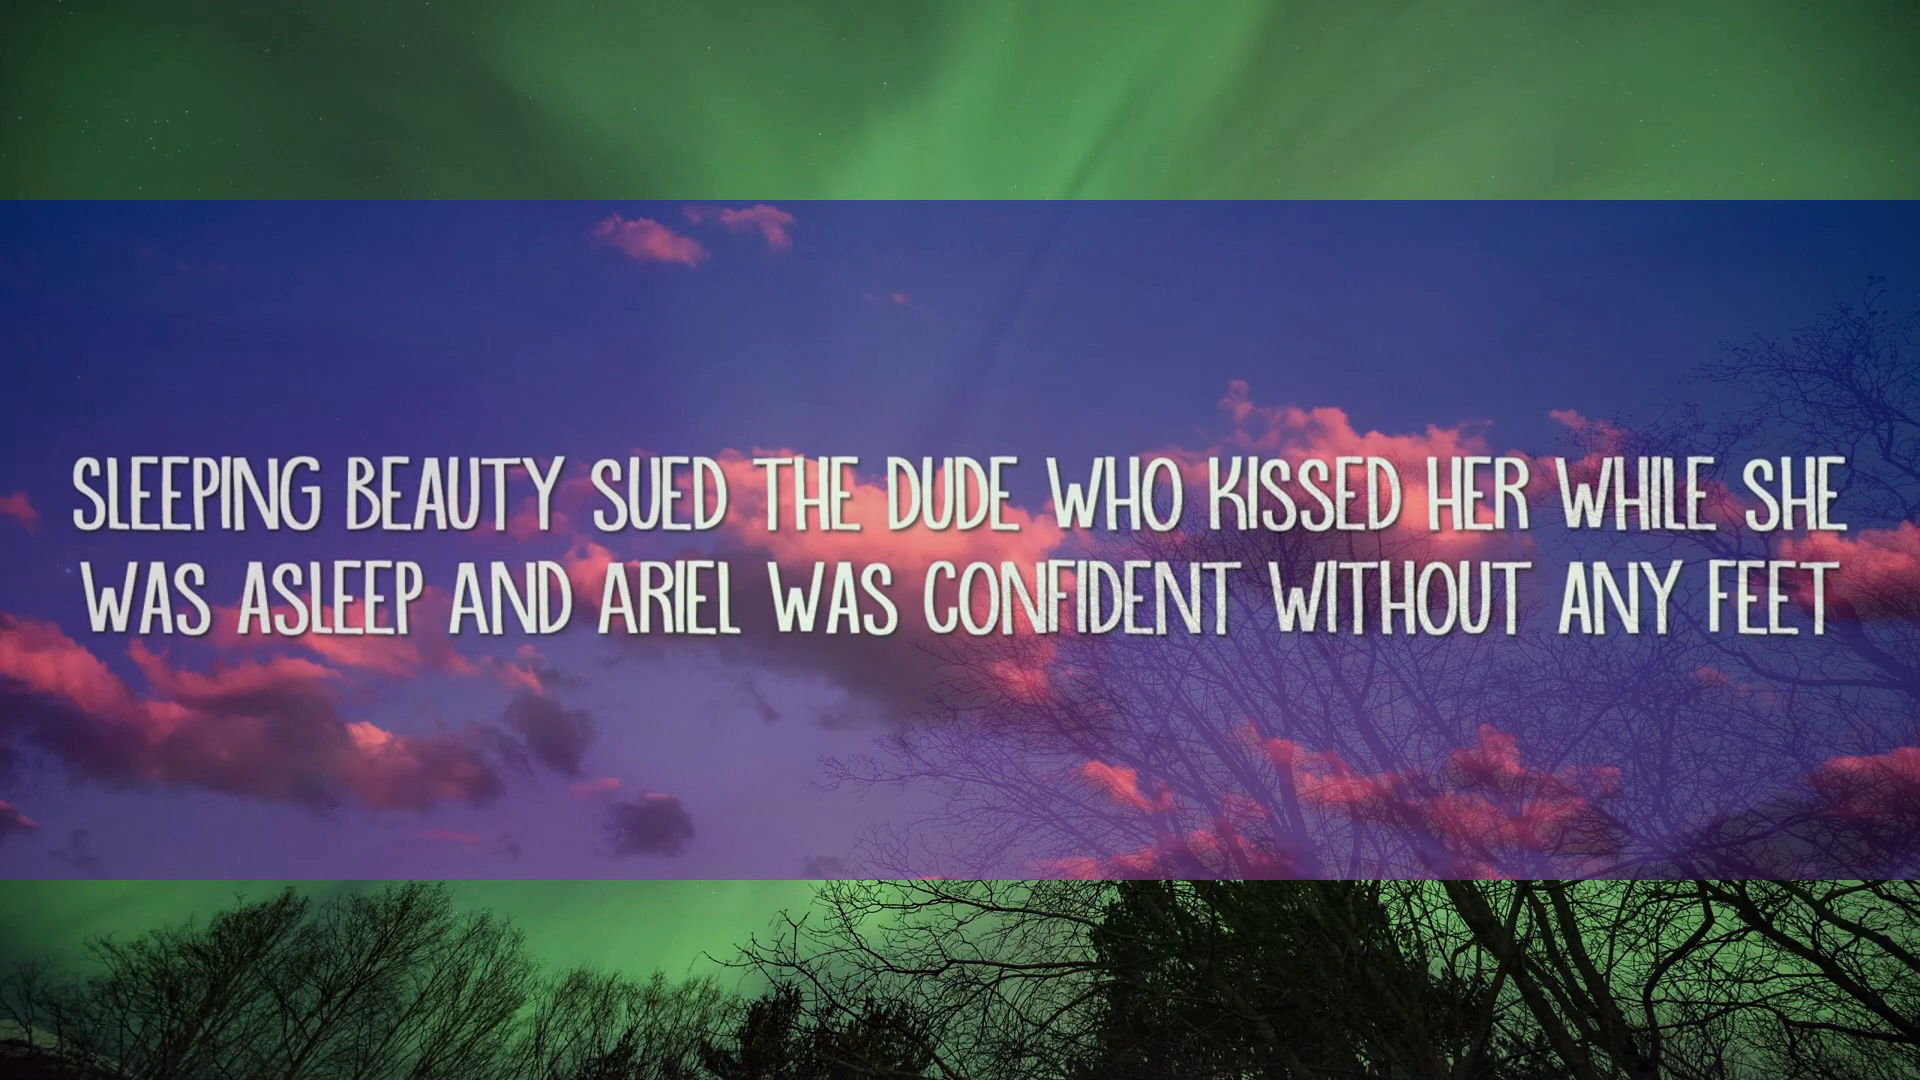 SLEEPING BEAUTY SUED THE DUDE WHO KISSED HER WHILE SHE
WAS ASLEEP AND ARIEL WAS CONFIDENT WITHOUT ANY FEET